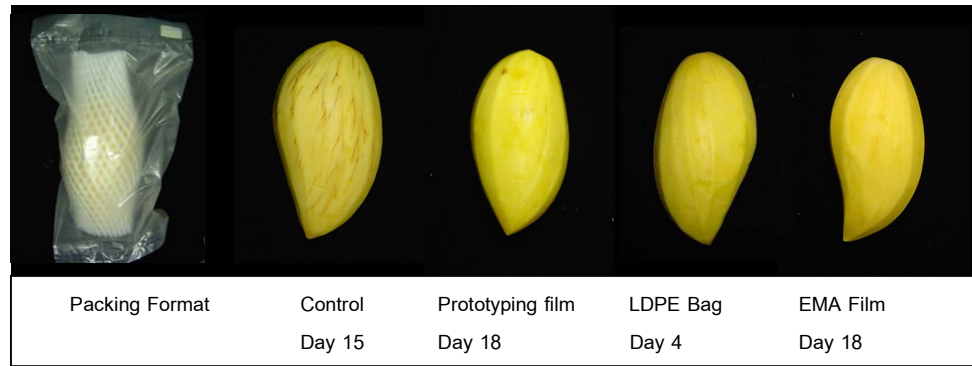 Packing Format Control Prototyping film LDPE Bag EMA Film
Day 15 Day 18 Day 4 Day 18